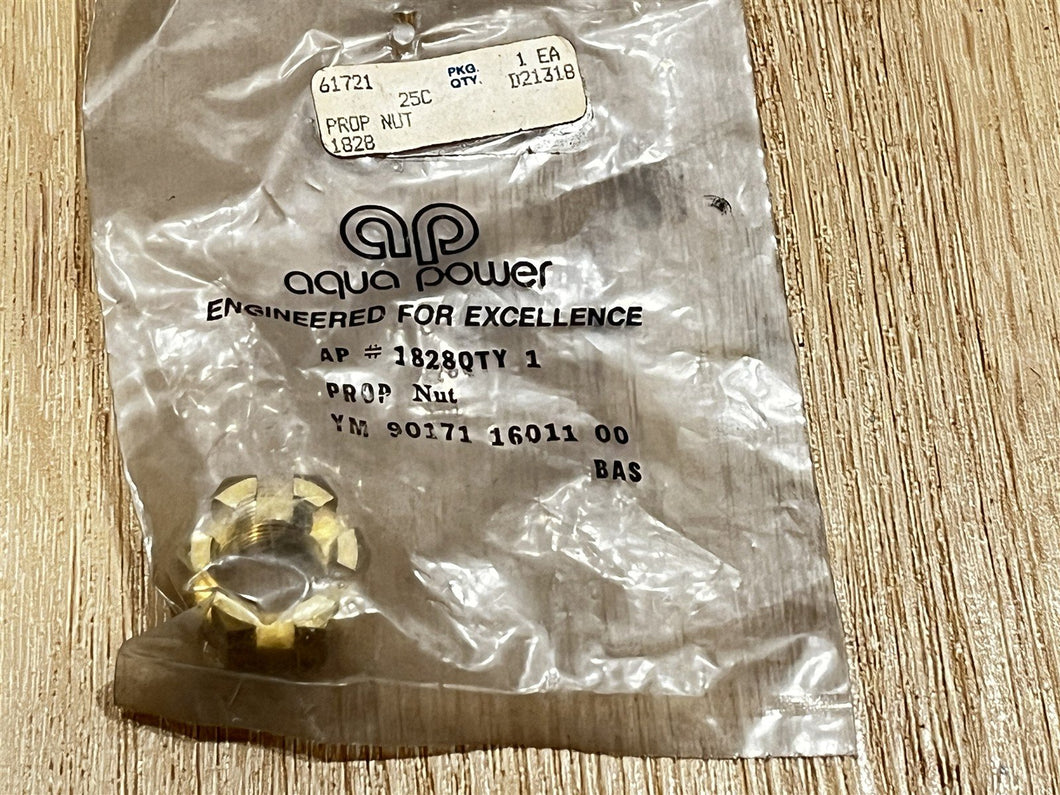 61721 PKG. QTY. 1 EA
25C D2131B
PROP NUT
1828
ap
aqua power
ENGINEERED FOR EXCELLENCE
AP # 1828QTY 1
PROP Nut
YM 90171 16011 00
BAS